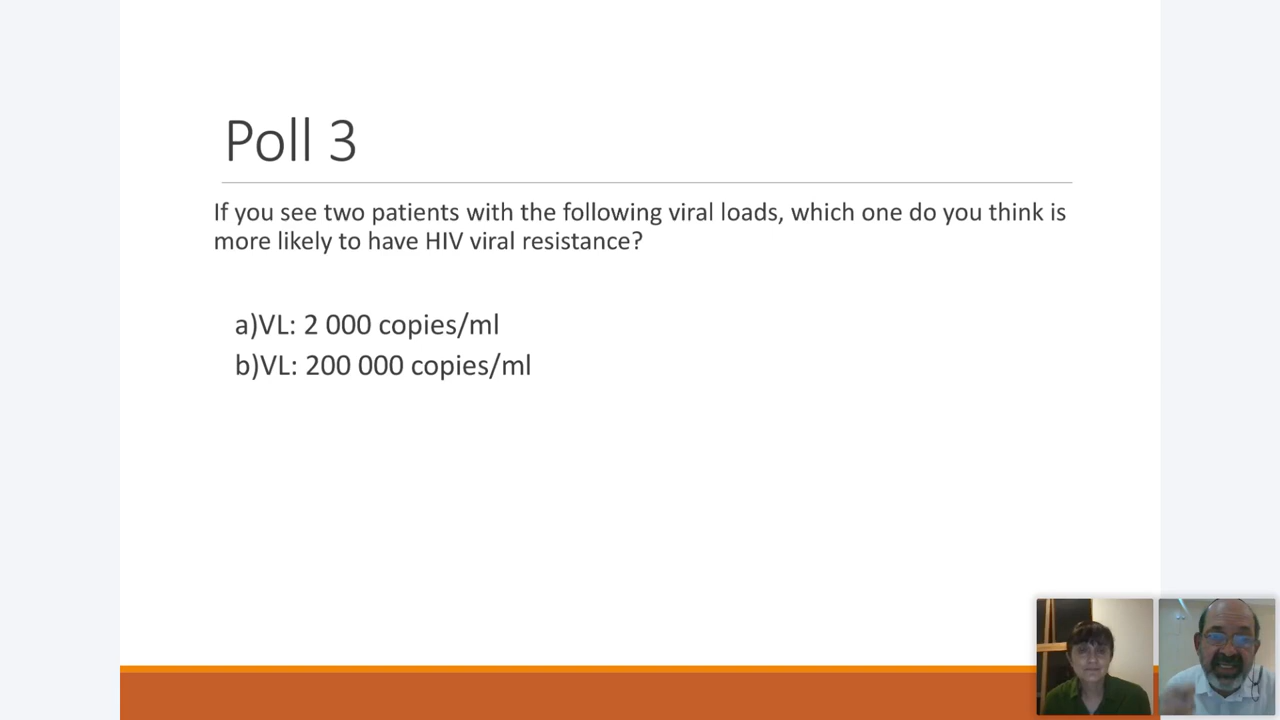 Poll 3
If you see two patients with the following viral loads, which one do you think is
more likely to have HIV viral resistance?
a)VL: 2 000 copies/ml
b)VL: 200 000 copies/ml